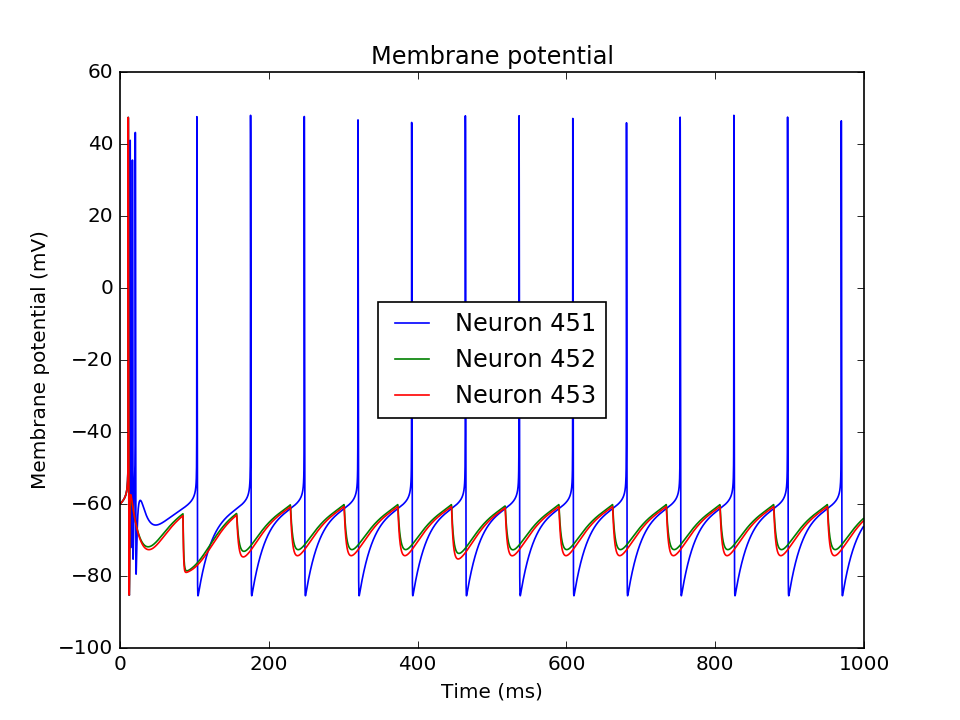 Membrane potential
60
40
20
0
−20
−40
−60
−80
−100
Membrane potential (mV)
Neuron 451
Neuron 452
Neuron 453
0 200 400 600 800 1000
Time (ms)